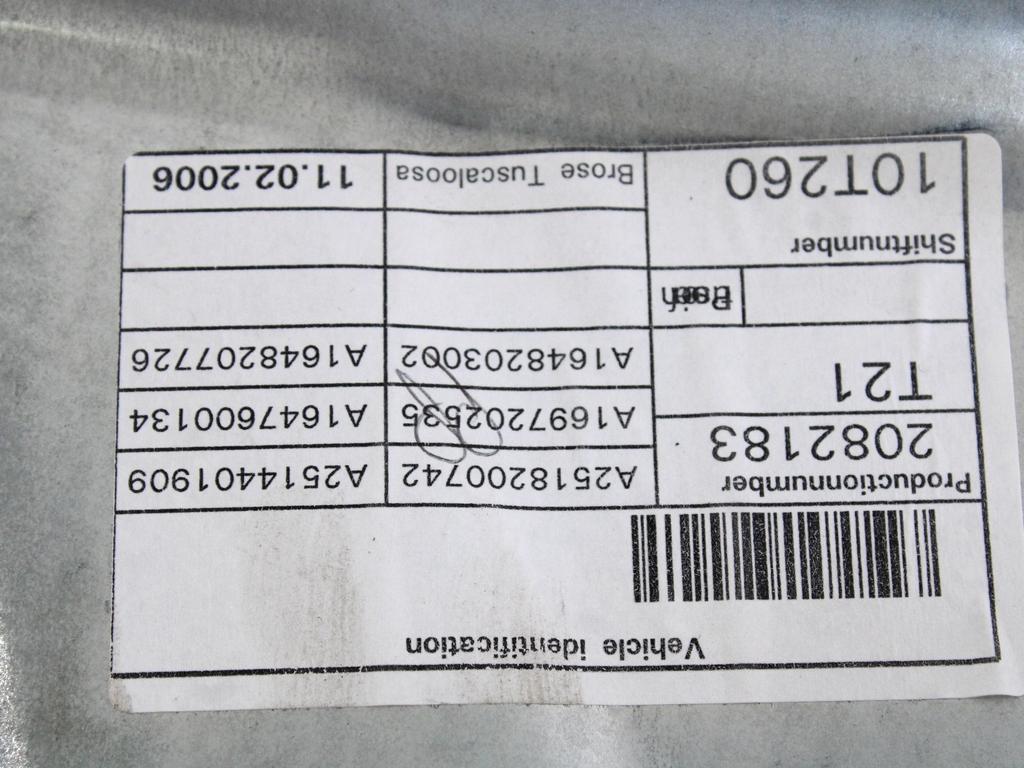 Vehicle identification
Productionnumber
2082183
A2518200742 A2514401909
A1697202535 A1647600134
T21
A1648203002 A1648207726
Shiftnumber
10T260
Brose Tuscaloosa 11.02.2006